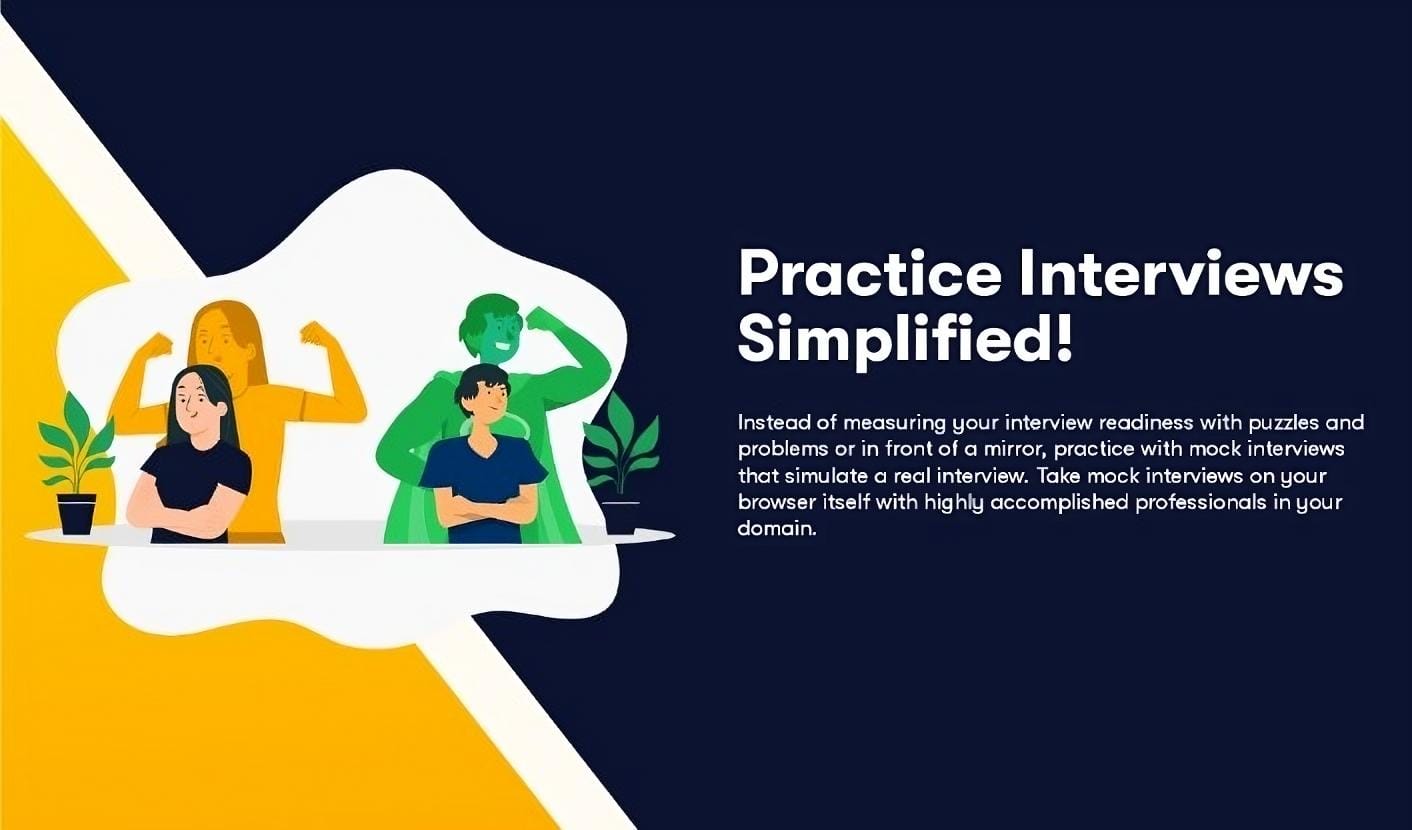 Practice Interviews
Simplified!
Instead of measuring your interview readiness with puzzles and
problems or in front of a mirror, practice with mock interviews
that simulate a real interview. Take mock interviews on your
browser itself with highly accomplished professionals in your
domain.